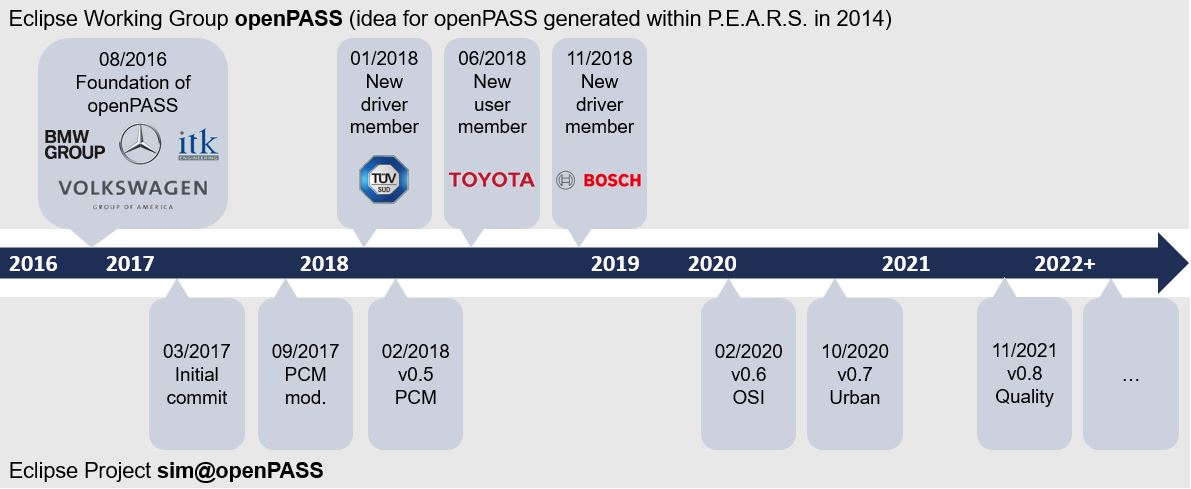 Eclipse Working Group openPASS (idea for openPASS generated within P.E.A.R.S. in 2014)
08/2016
Foundation of
openPASS
BMW
GROUP
itk
ENGINEERING
VOLKSWAGEN
GROUP OF AMERICA
01/2018
New
driver
member
TÜV
SÜD
06/2018
New
user
member
TOYOTA
11/2018
New
driver
member
BOSCH
2016 2017 2018 2019 2020 2021 2022+
03/2017
Initial
commit
09/2017
PCM
mod.
02/2018
v0.5
PCM
02/2020
v0.6
OSI
10/2020
v0.7
Urban
11/2021
v0.8
Quality
...
Eclipse Project sim@openPASS